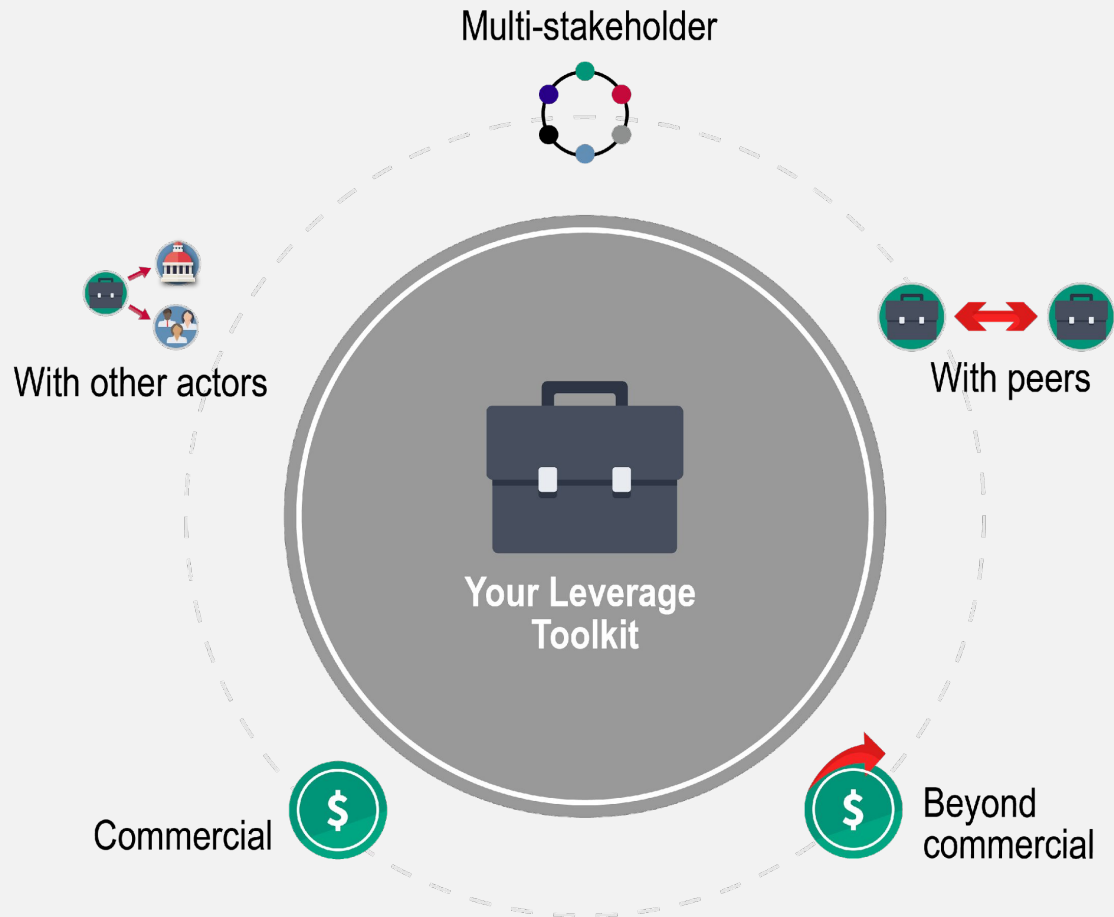 Multi-stakeholder
With other actors
With peers
Your Leverage
Toolkit
$
Commercial
$
Beyond
commercial